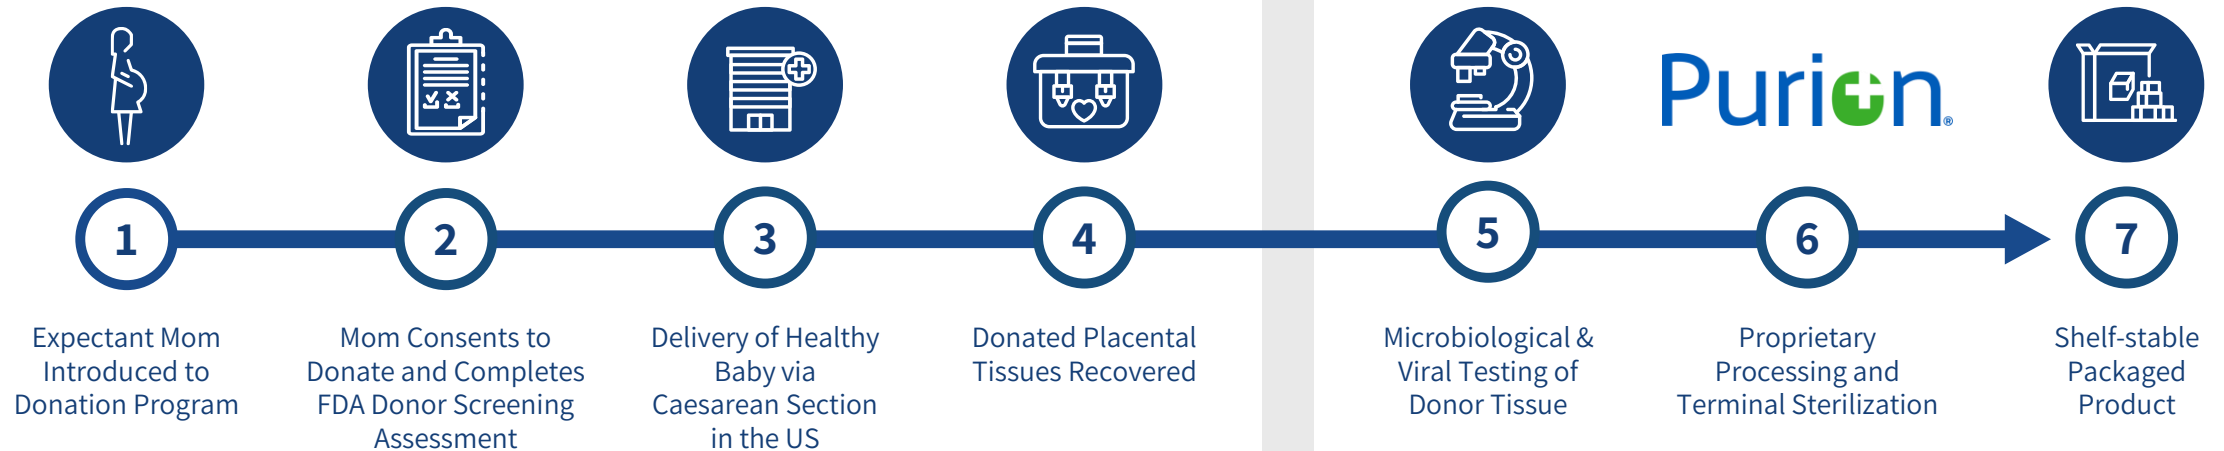 Purion®
1
2
3
4
5
6
7
Expectant Mom
Introduced to
Donation Program
Mom Consents to
Donate and Completes
FDA Donor Screening
Assessment
Delivery of Healthy
Baby via
Caesarean Section
in the US
Donated Placental
Tissues Recovered
Microbiological &
Viral Testing of
Donor Tissue
Proprietary
Processing and
Terminal Sterilization
Shelf-stable
Packaged
Product